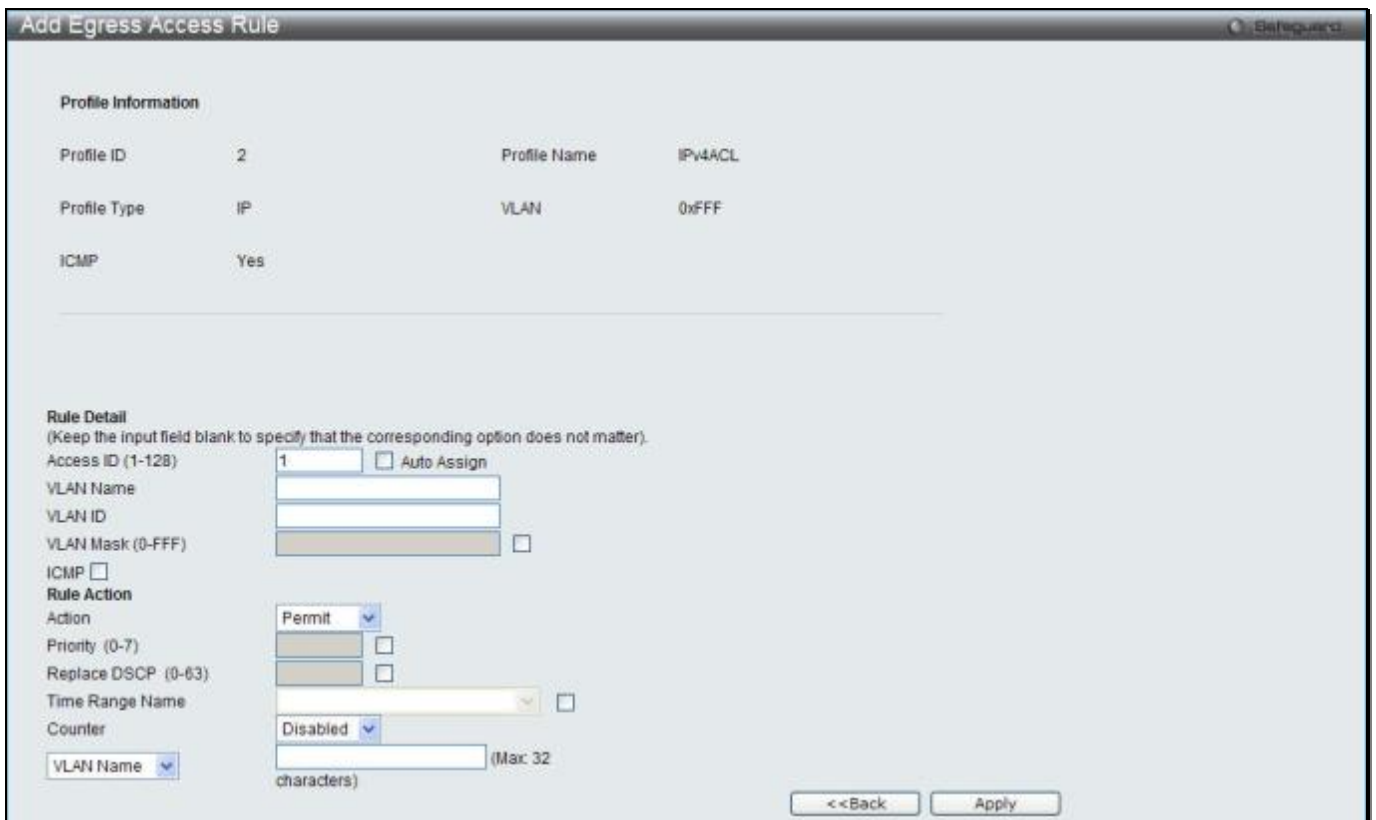 Add Egress Access Rule
Safeguard
Profile Information
Profile ID 2 Profile Name IPv4ACL
Profile Type IP VLAN 0xFFF
ICMP Yes
Rule Detail
(Keep the input field blank to specify that the corresponding option does not matter).
Access ID (1-128) 1 Auto Assign
VLAN Name
VLAN ID
VLAN Mask (0-FFF)
ICMP
Rule Action
Action Permit
Priority (0-7)
Replace DSCP (0-63)
Time Range Name
Counter Disabled
VLAN Name (Max: 32
characters)
<<Back Apply